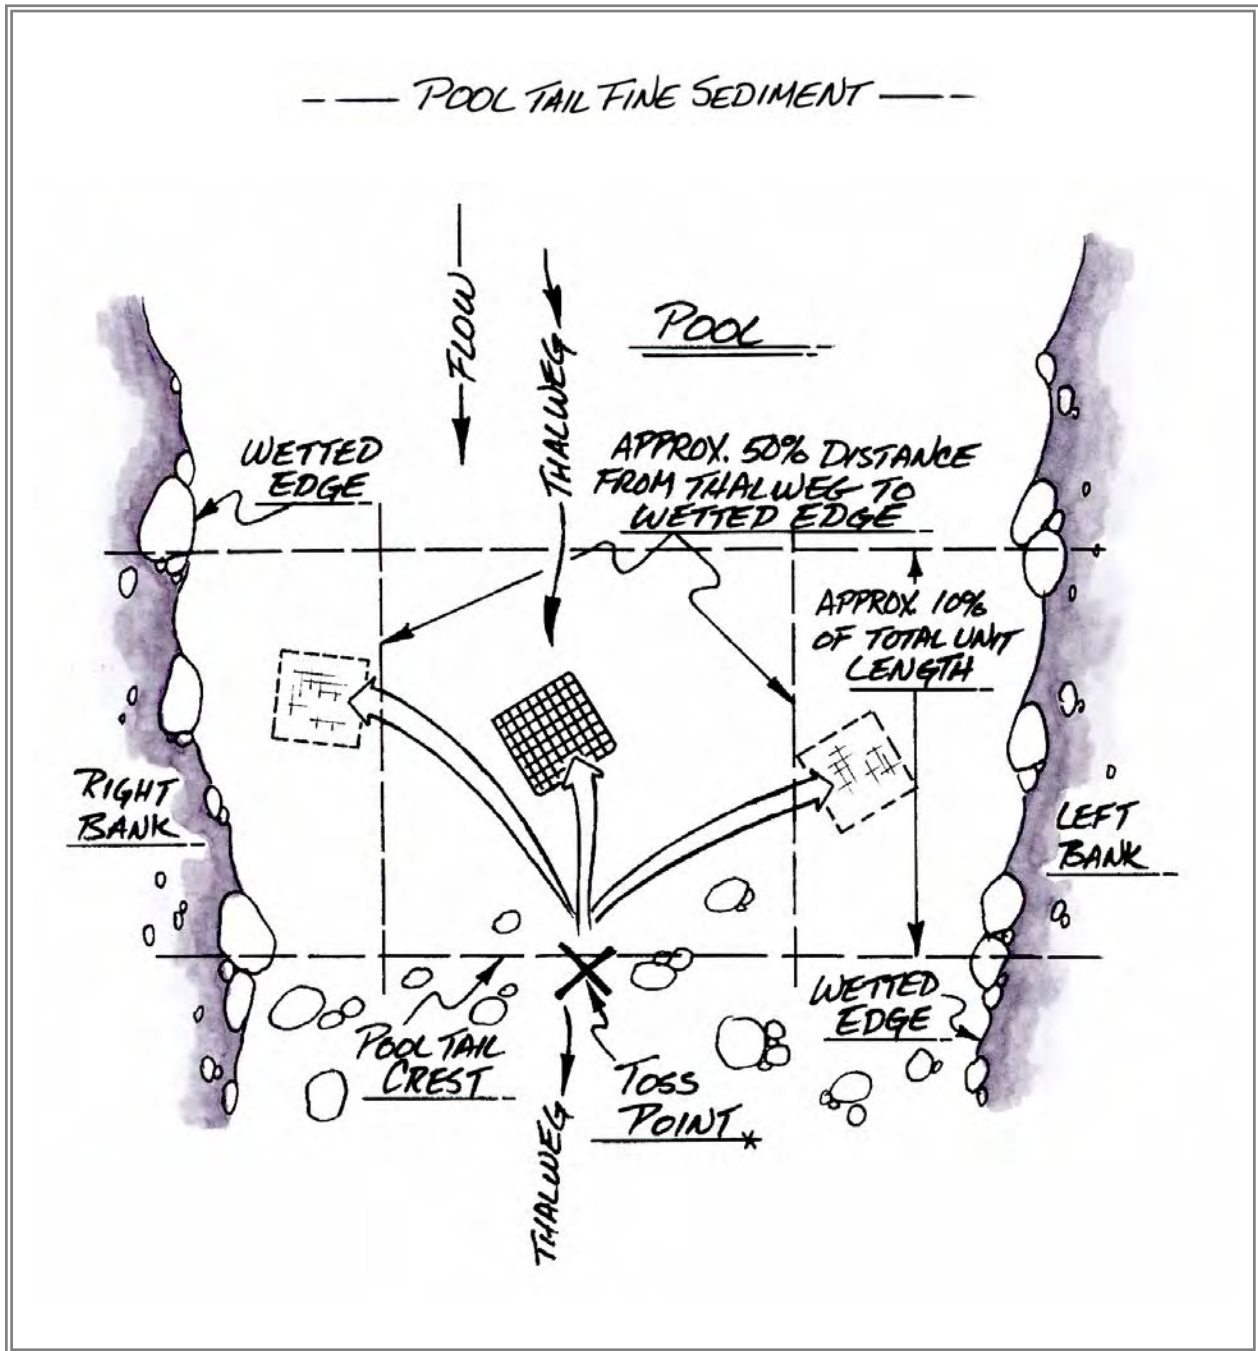 POOL TAIL FINE SEDIMENT
FLOW
THALWEG
POOL
WETTED
EDGE
APPROX. 50% DISTANCE
FROM THALWEG TO
WETTED EDGE
APPROX. 10%
OF TOTAL UNIT
LENGTH
RIGHT
BANK
LEFT
BANK
POOL TAIL
CREST
TOSS
POINT *
WETTED
EDGE
THALWEG